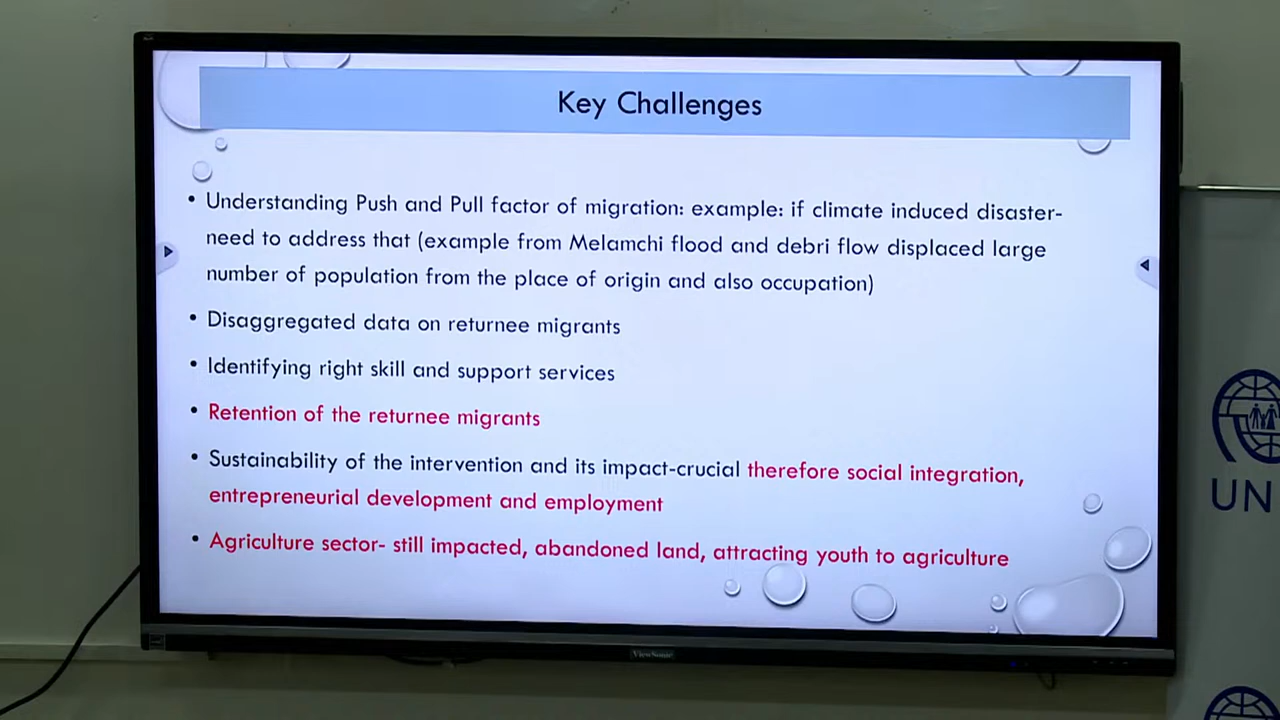 Key Challenges
• Understanding Push and Pull factor of migration: example: if climate induced disaster-
need to address that (example from Melamchi flood and debri flow displaced large
number of population from the place of origin and also occupation)
• Disaggregated data on returnee migrants
• Identifying right skill and support services
• Retention of the returnee migrants
• Sustainability of the intervention and its impact-crucial therefore social integration,
entrepreneurial development and employment
• Agriculture sector- still impacted, abandoned land, attracting youth to agriculture
ViewSonic
UN